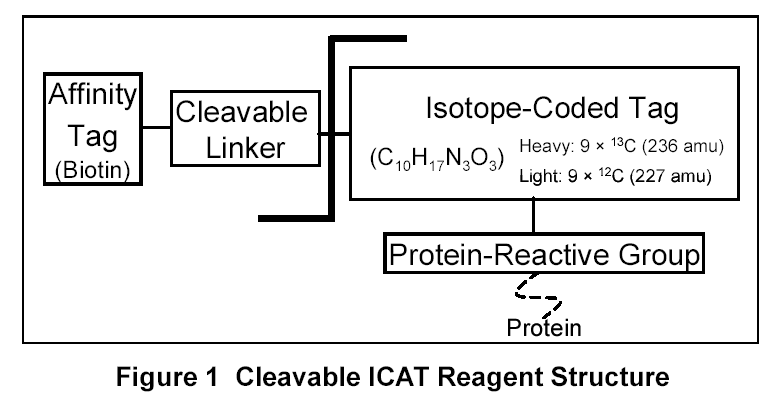 Affinity
Tag
(Biotin)
Cleavable
Linker
Isotope-Coded Tag
(C₁₀H₁₇N₃O₃)
Heavy: 9 × ¹³C (236 amu)
Light: 9 × ¹²C (227 amu)
Protein-Reactive Group
Protein
Figure 1 Cleavable ICAT Reagent Structure